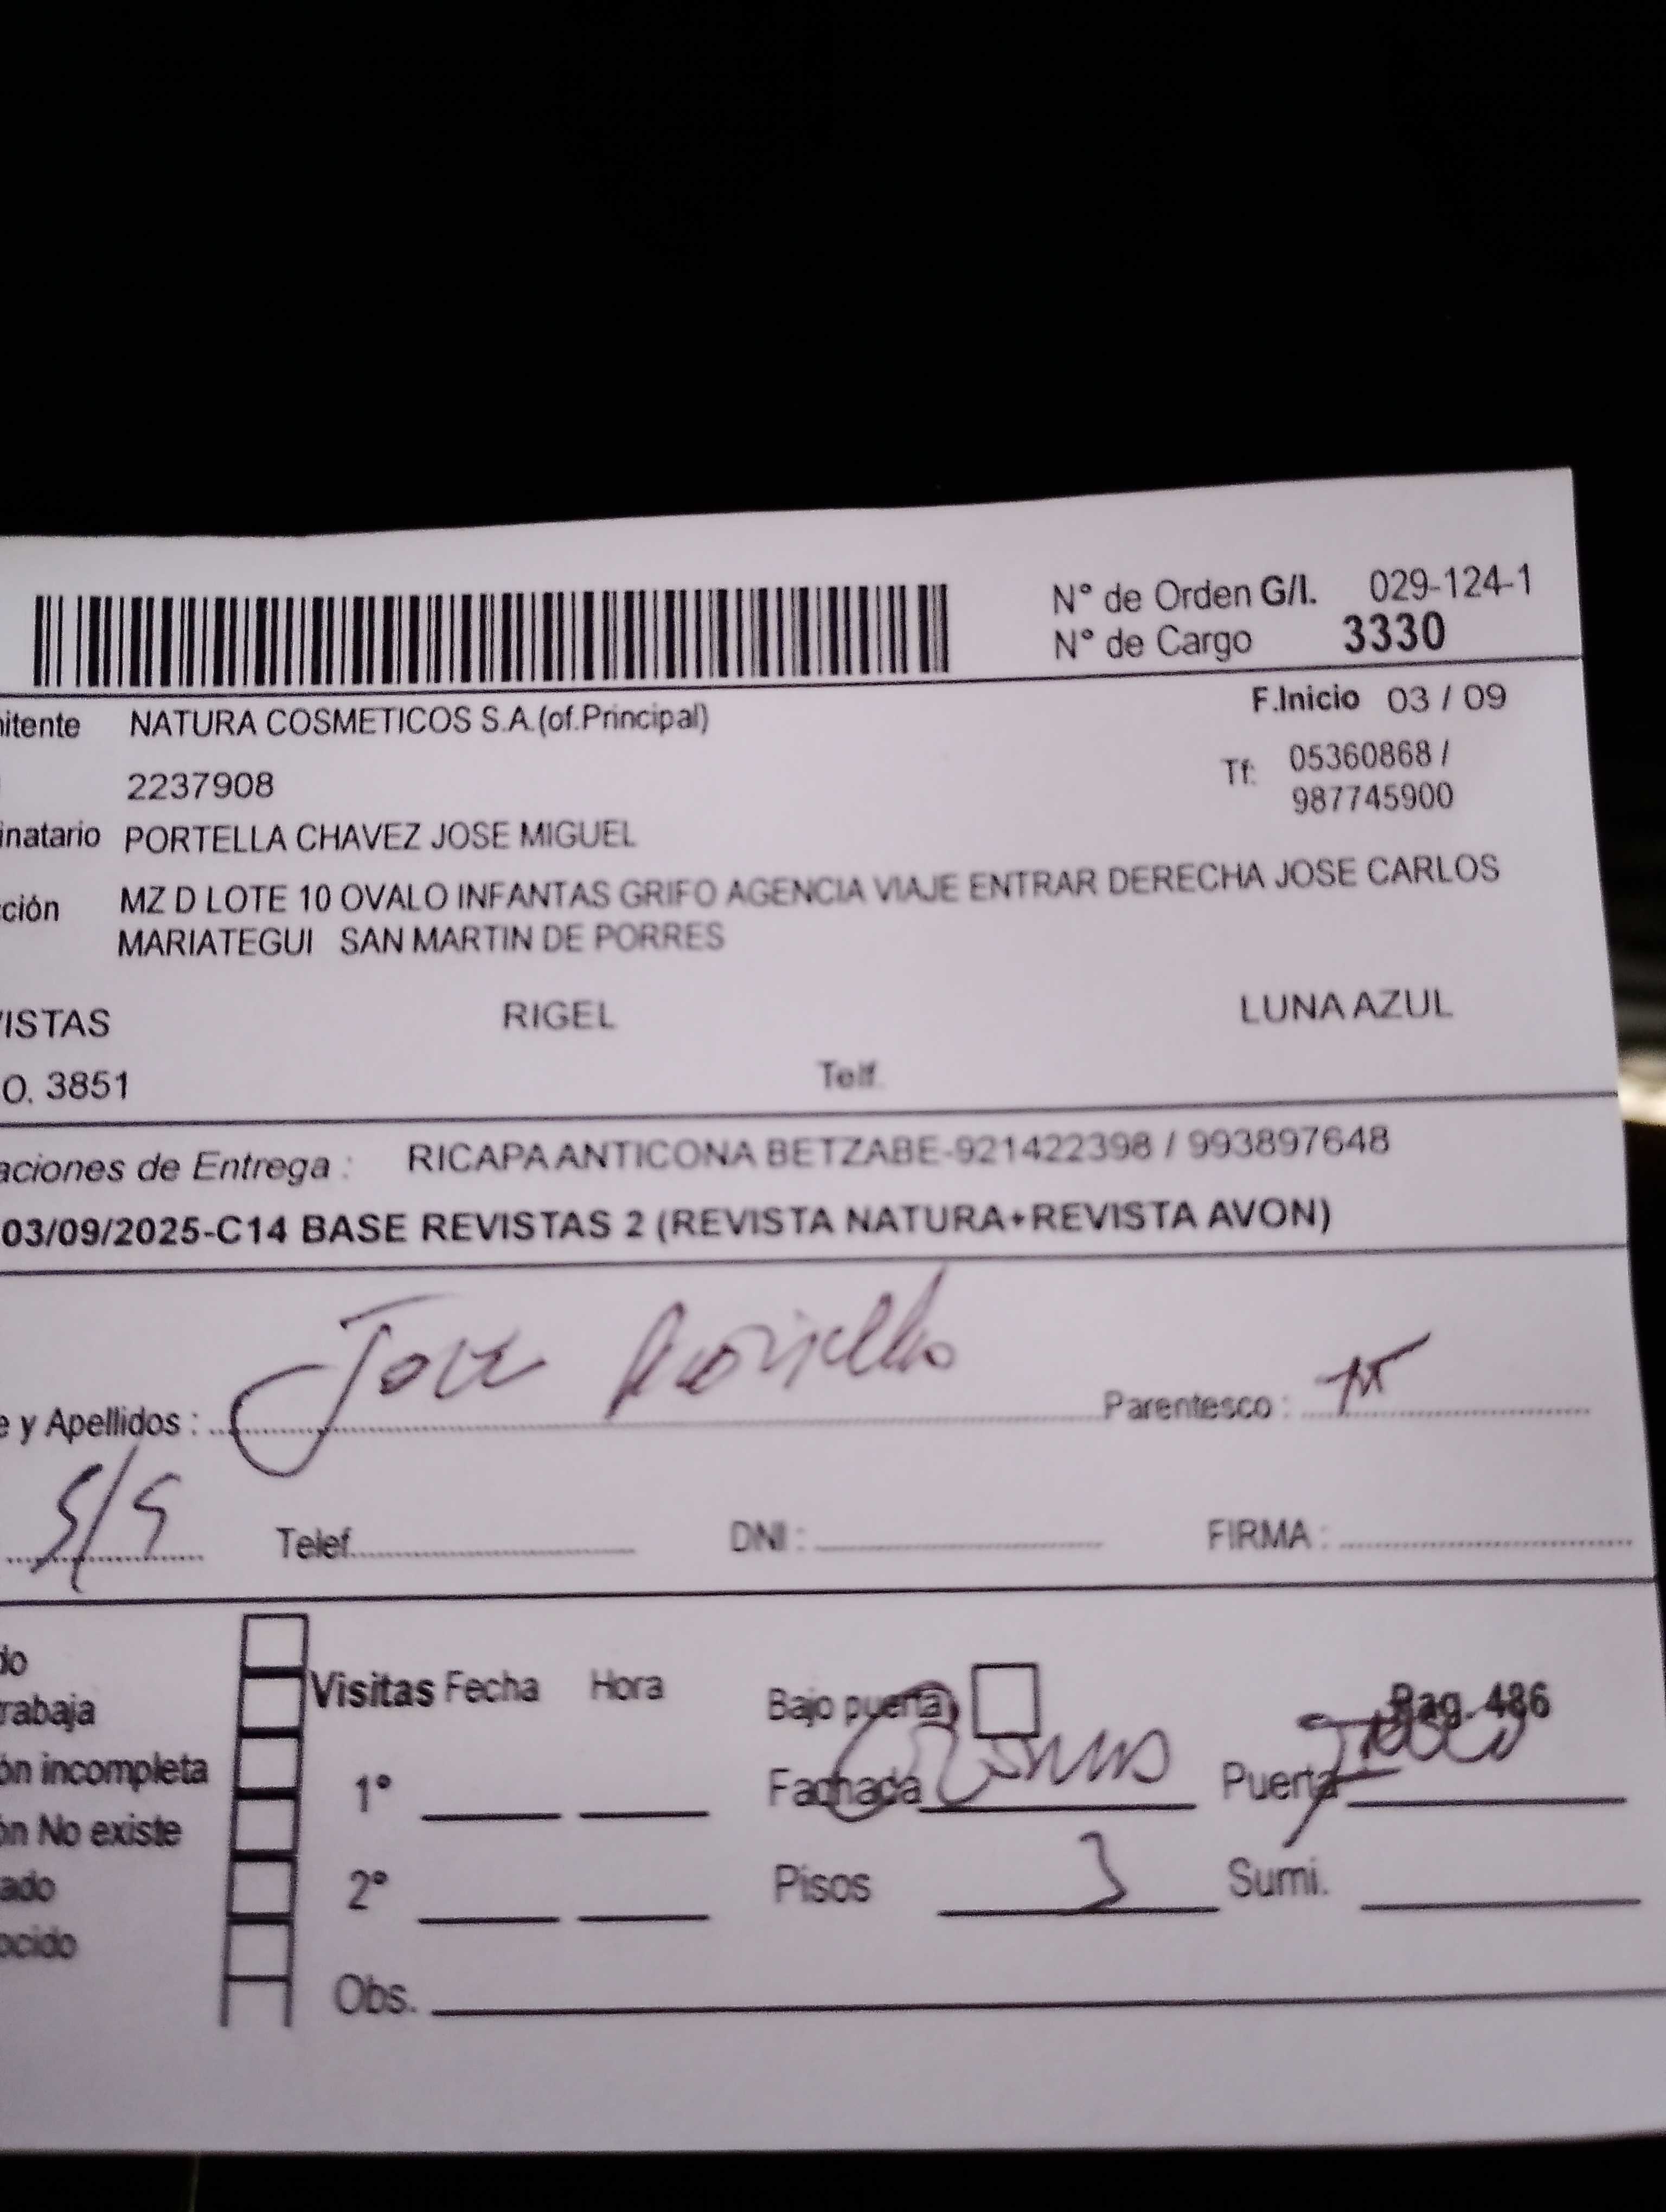 N° de Orden G/I. 029-124-1
N° de Cargo 3330
itente NATURA COSMETICOS S.A.(of.Principal) F.Inicio 03 / 09
2237908 Tf: 05360868 /
987745900
inatario PORTELLA CHAVEZ JOSE MIGUEL
cción MZ D LOTE 10 OVALO INFANTAS GRIFO AGENCIA VIAJE ENTRAR DERECHA JOSE CARLOS
MARIATEGUI SAN MARTIN DE PORRES
VISTAS RIGEL LUNA AZUL
O. 3851 Telf.
aciones de Entrega : RICAPA ANTICONA BETZABE-921422398 / 993897648
03/09/2025-C14 BASE REVISTAS 2 (REVISTA NATURA+REVISTA AVON)
e y Apellidos : Jose Portella Parentesco :
5/9 Telef. DNI : FIRMA :
do
Visitas Fecha Hora Bajo puerta Pag. 486
rabaja
ón incompleta 1° Fachada Puerta
ón No existe
ado 2° Pisos 3 Sumi.
ocido
Obs.